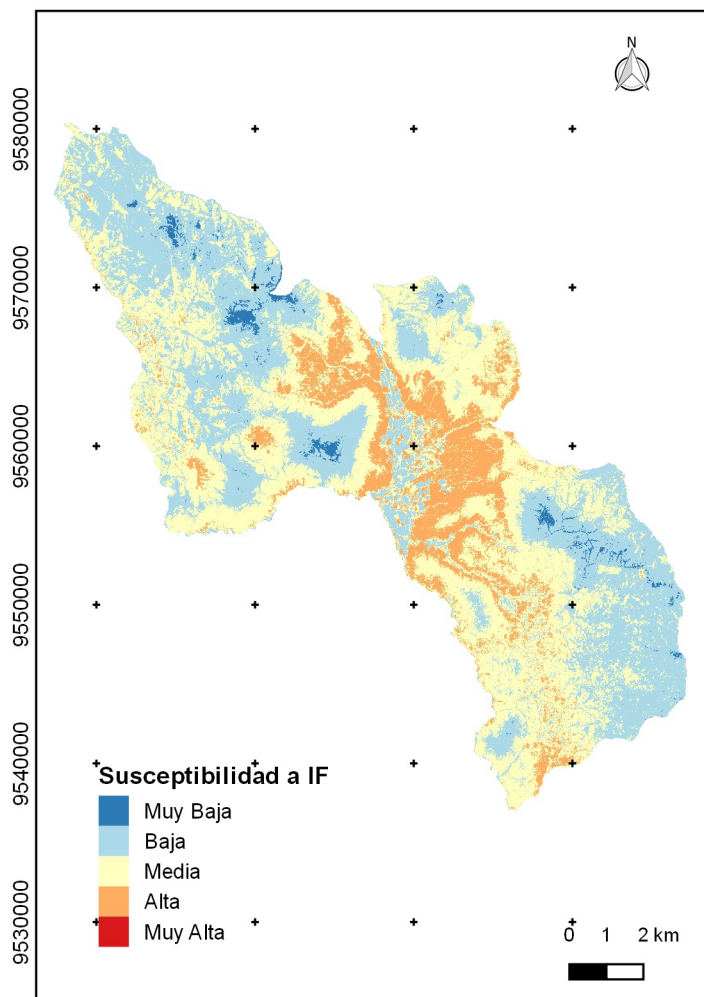 N
9580000
9570000
9560000
9550000
9540000
9530000
Susceptibilidad a IF
Muy Baja
Baja
Media
Alta
Muy Alta
0 1 2 km